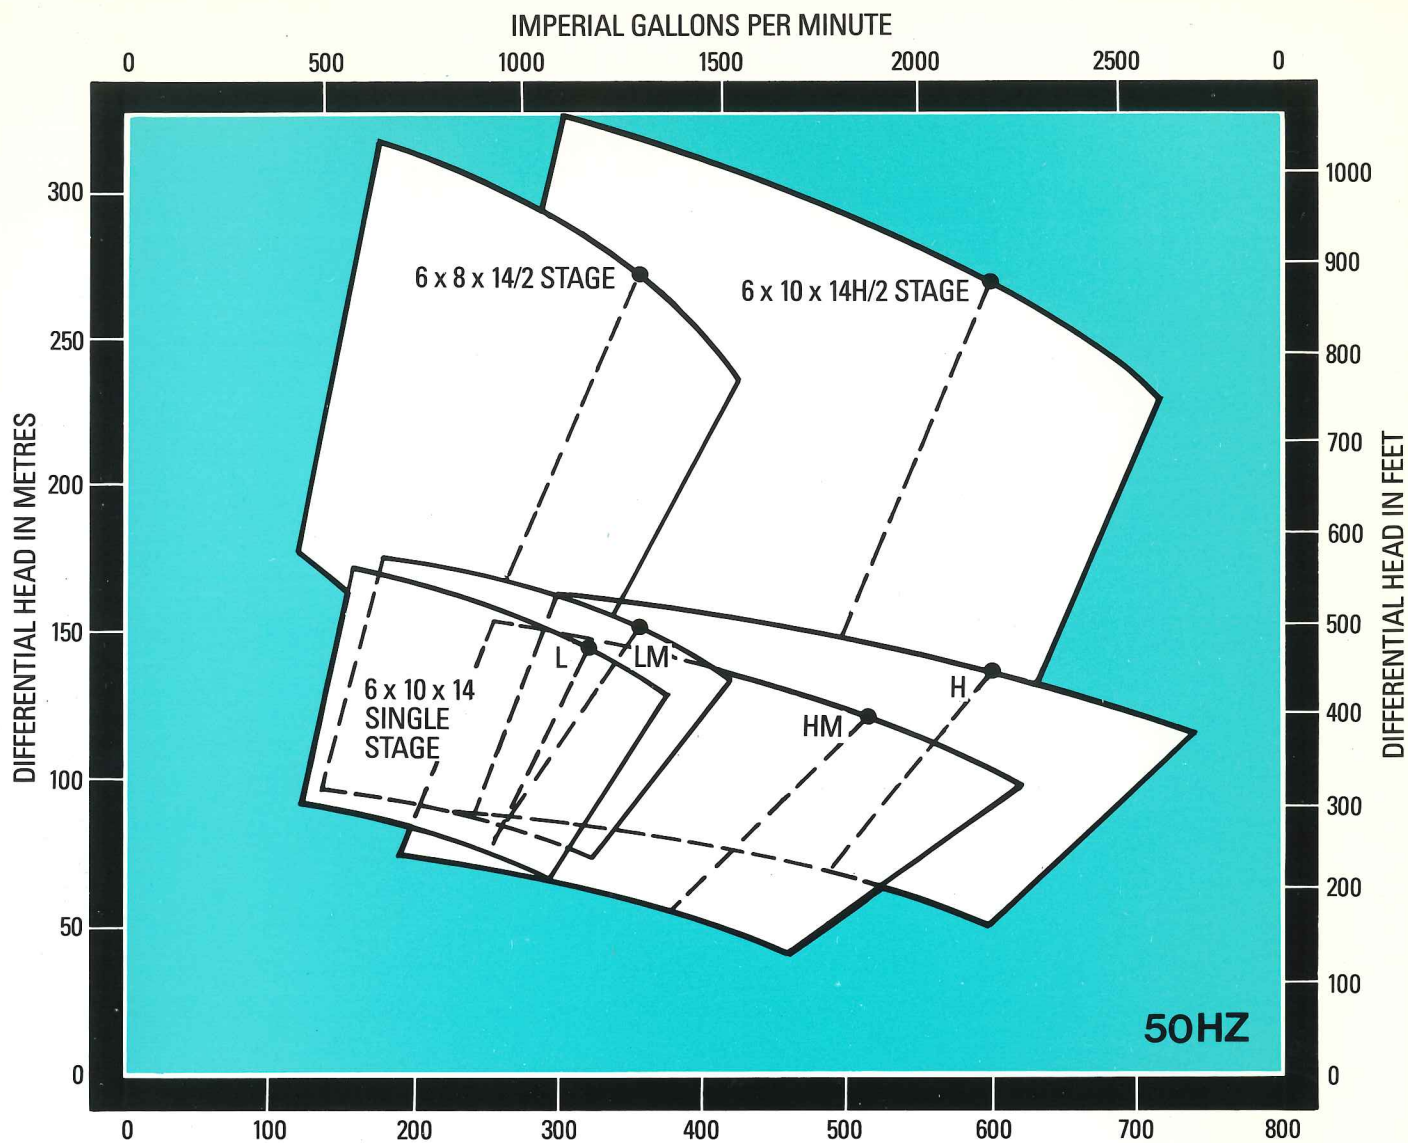 IMPERIAL GALLONS PER MINUTE
0 500 1000 1500 2000 2500 0
DIFFERENTIAL HEAD IN METRES
300
250
200
150
100
50
0
1000
900
800
700
600
500
400
300
200
100
0
DIFFERENTIAL HEAD IN FEET
6 x 8 x 14/2 STAGE
6 x 10 x 14H/2 STAGE
L
LM
H
HM
6 x 10 x 14
SINGLE
STAGE
50HZ
0 100 200 300 400 500 600 700 800